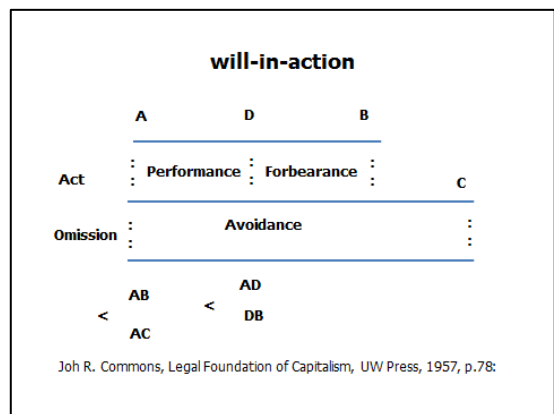 will-in-action
A D B
Act : Performance : Forbearance : C
: : :
Omission : Avoidance :
: :
AB AD
< <
DB
AC
Joh R. Commons, Legal Foundation of Capitalism, UW Press, 1957, p.78: